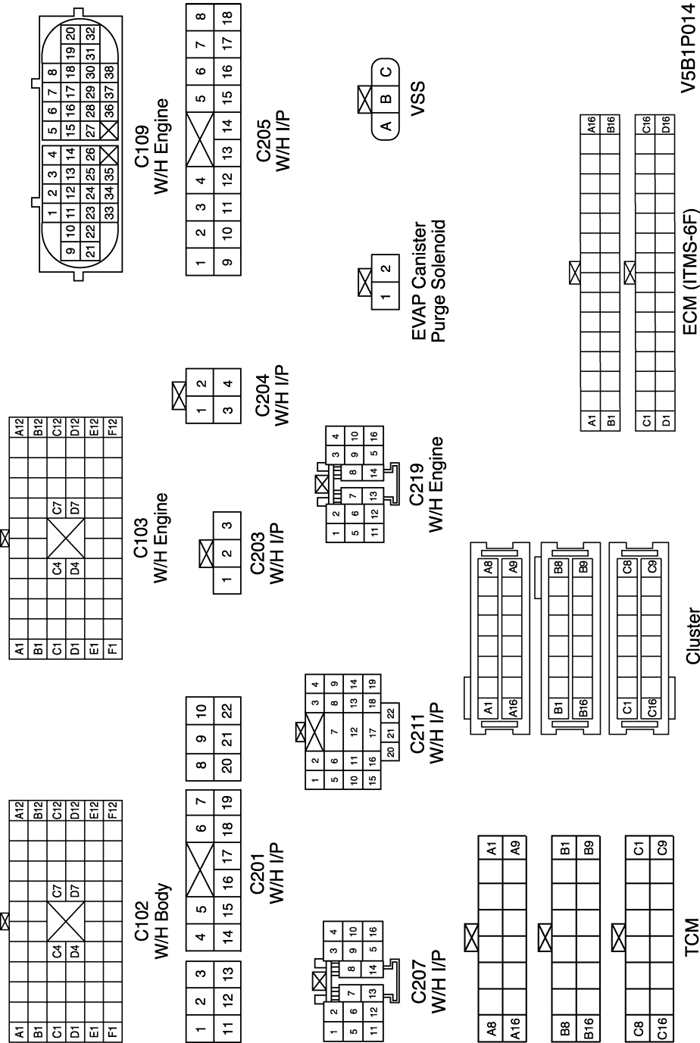 A1 A12
B1 B12
C1 C4 C7 C12
D1 D4 D7 D12
E1 E12
F1 F12
C102
W/H Body
A1 A12
B1 B12
C1 C4 C7 C12
D1 D4 D7 D12
E1 E12
F1 F12
C103
W/H Engine
1 2 3 4 5 6 7 8
9 10 11 12 13 14 15 16 17 18 19 20
21 22 23 24 25 26 27 28 29 30 31 32
33 34 35 36 37 38
C109
W/H Engine
1 2 3 4 5 6 7 8 9 10
11 12 13 14 15 16 17 18 19 20 21 22
C201
W/H I/P
1 2 3
C203
W/H I/P
1 2
3 4
C204
W/H I/P
1 2 3 4 5 6 7 8
9 10 11 12 13 14 15 16 17 18
C205
W/H I/P
1 2 3 4
5 6 7 8 9 10
11 12 13 14 5 16
C207
W/H I/P
1 2 3 4
5 6 7 8 9
10 11 12 13 14
15 16 17 18 19
20 21 22
C211
W/H I/P
1 2 3 4
5 6 7 8 9 10
11 12 13 14 5 16
C219
W/H Engine
1 2
EVAP Canister
Purge Solenoid
A B C
VSS
A8 A1
A16 A9
B8 B1
B16 B9
C8 C1
C16 C9
TCM
A1 A8
A16 A9
B1 B8
B16 B9
C1 C8
C16 C9
Cluster
A1 A16
B1 B16
C1 C16
D1 D16
ECM (ITMS-6F)
V5B1P014